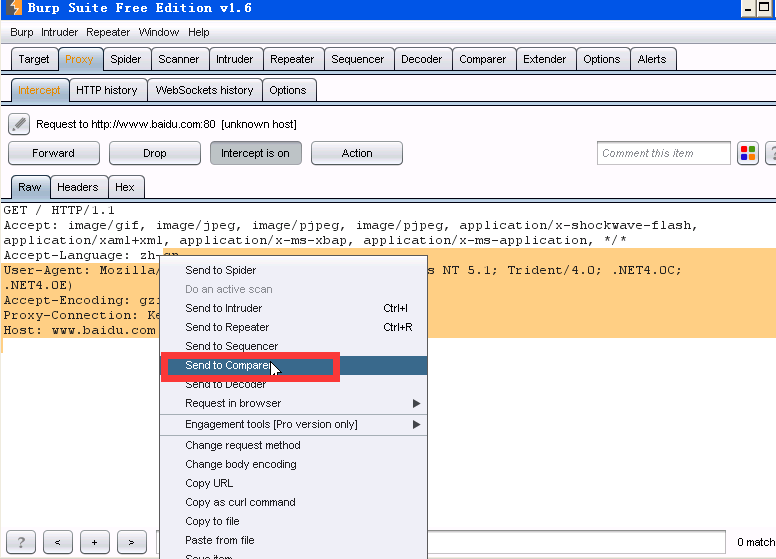 Burp Suite Free Edition v1.6
Burp Intruder Repeater Window Help
Target Proxy Spider Scanner Intruder Repeater Sequencer Decoder Comparer Extender Options Alerts
Intercept HTTP history WebSockets history Options
Request to http://www.baidu.com:80 [unknown host]
Forward Drop Intercept is on Action Comment this item ?
Raw Headers Hex
GET / HTTP/1.1
Accept: image/gif, image/jpeg, image/pjpeg, image/pjpeg, application/x-shockwave-flash,
application/xaml+xml, application/x-ms-xbap, application/x-ms-application, */*
Accept-Language: zh-cn
User-Agent: Mozilla/ s NT 5.1; Trident/4.0; .NET4.0C;
.NET4.0E)
Accept-Encoding: gzi
Proxy-Connection: Ke
Host: www.baidu.com
Send to Spider
Do an active scan
Send to Intruder Ctrl+I
Send to Repeater Ctrl+R
Send to Sequencer
Send to Comparer
Send to Decoder
Request in browser
Engagement tools [Pro version only]
Change request method
Change body encoding
Copy URL
Copy as curl command
Copy to file
Paste from file
Save item
? < + > 0 match